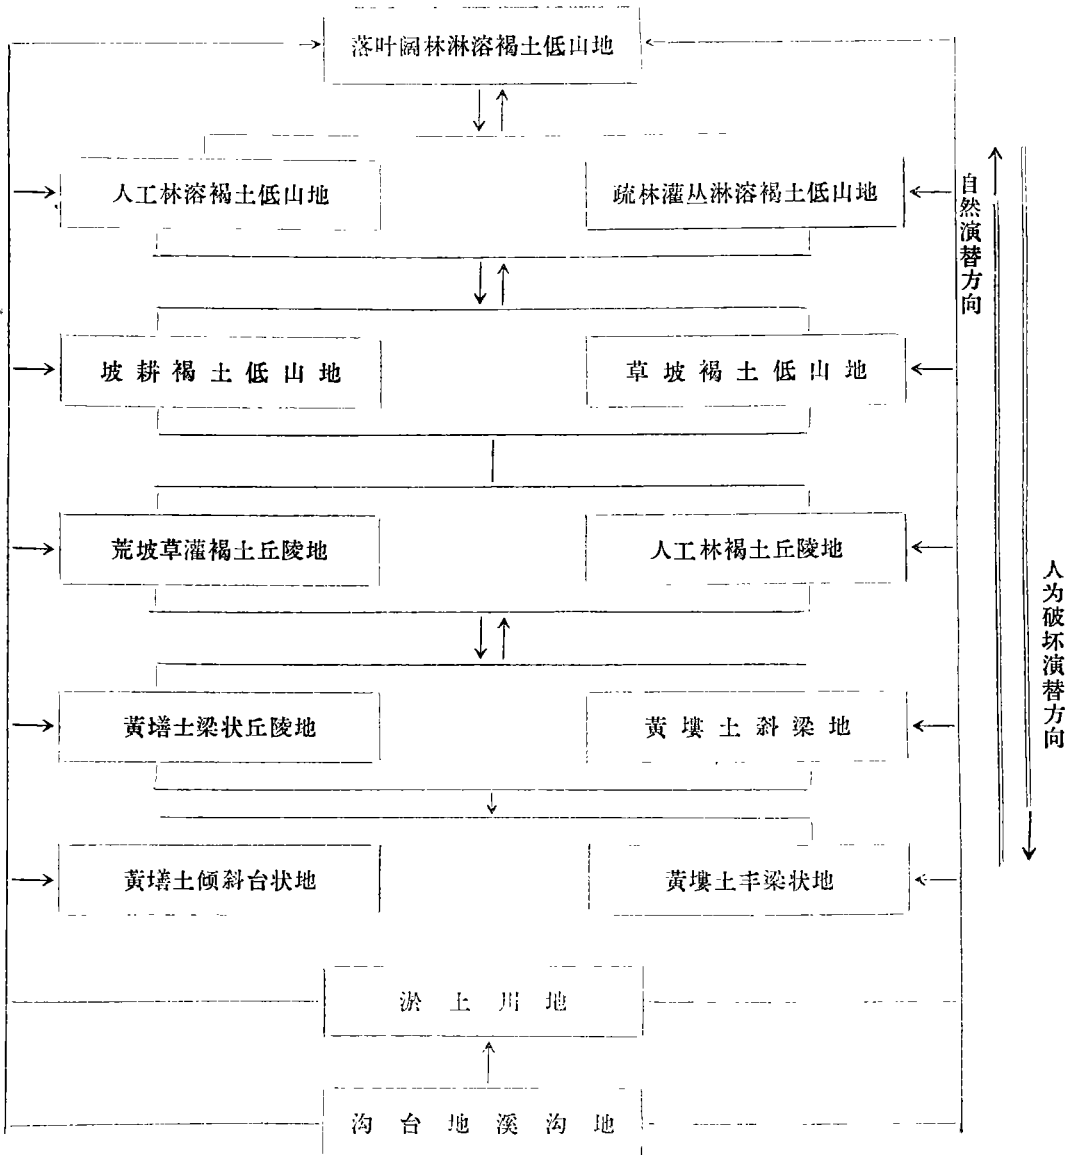 落叶阔林淋溶褐土低山地
人工林溶褐土低山地
疏林灌丛淋溶褐土低山地
自然演替方向
坡耕褐土低山地
草坡褐土低山地
荒坡草灌褐土丘陵地
人工林褐土丘陵地
人为破坏演替方向
黄墡土梁状丘陵地
黄塿土斜梁地
黄墡土倾斜台状地
黄塿土丰梁状地
淤土川地
沟台地溪沟地